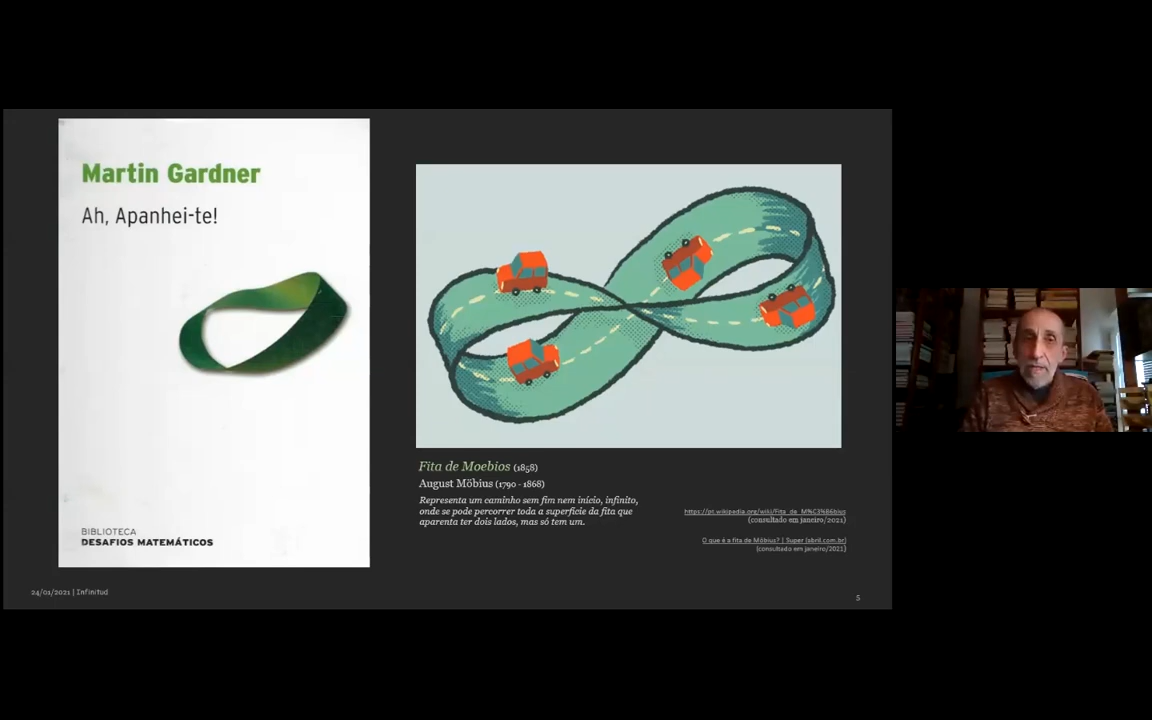 Martin Gardner
Ah, Apanhei-te!
BIBLIOTECA
DESAFIOS MATEMÁTICOS
Fita de Moebios (1858)
August Möbius (1790 - 1868)
Representa um caminho sem fim nem início, infinito,
onde se pode percorrer toda a superfície da fita que
aparenta ter dois lados, mas só tem um.
https://pt.wikipedia.org/wiki/Fita_de_M%C3%B6bius
(consultado em janeiro/2021)
O que é a fita de Möbius? | Super (abril.com.br)
(consultado em janeiro/2021)
24/01/2021 | Infinitud
5